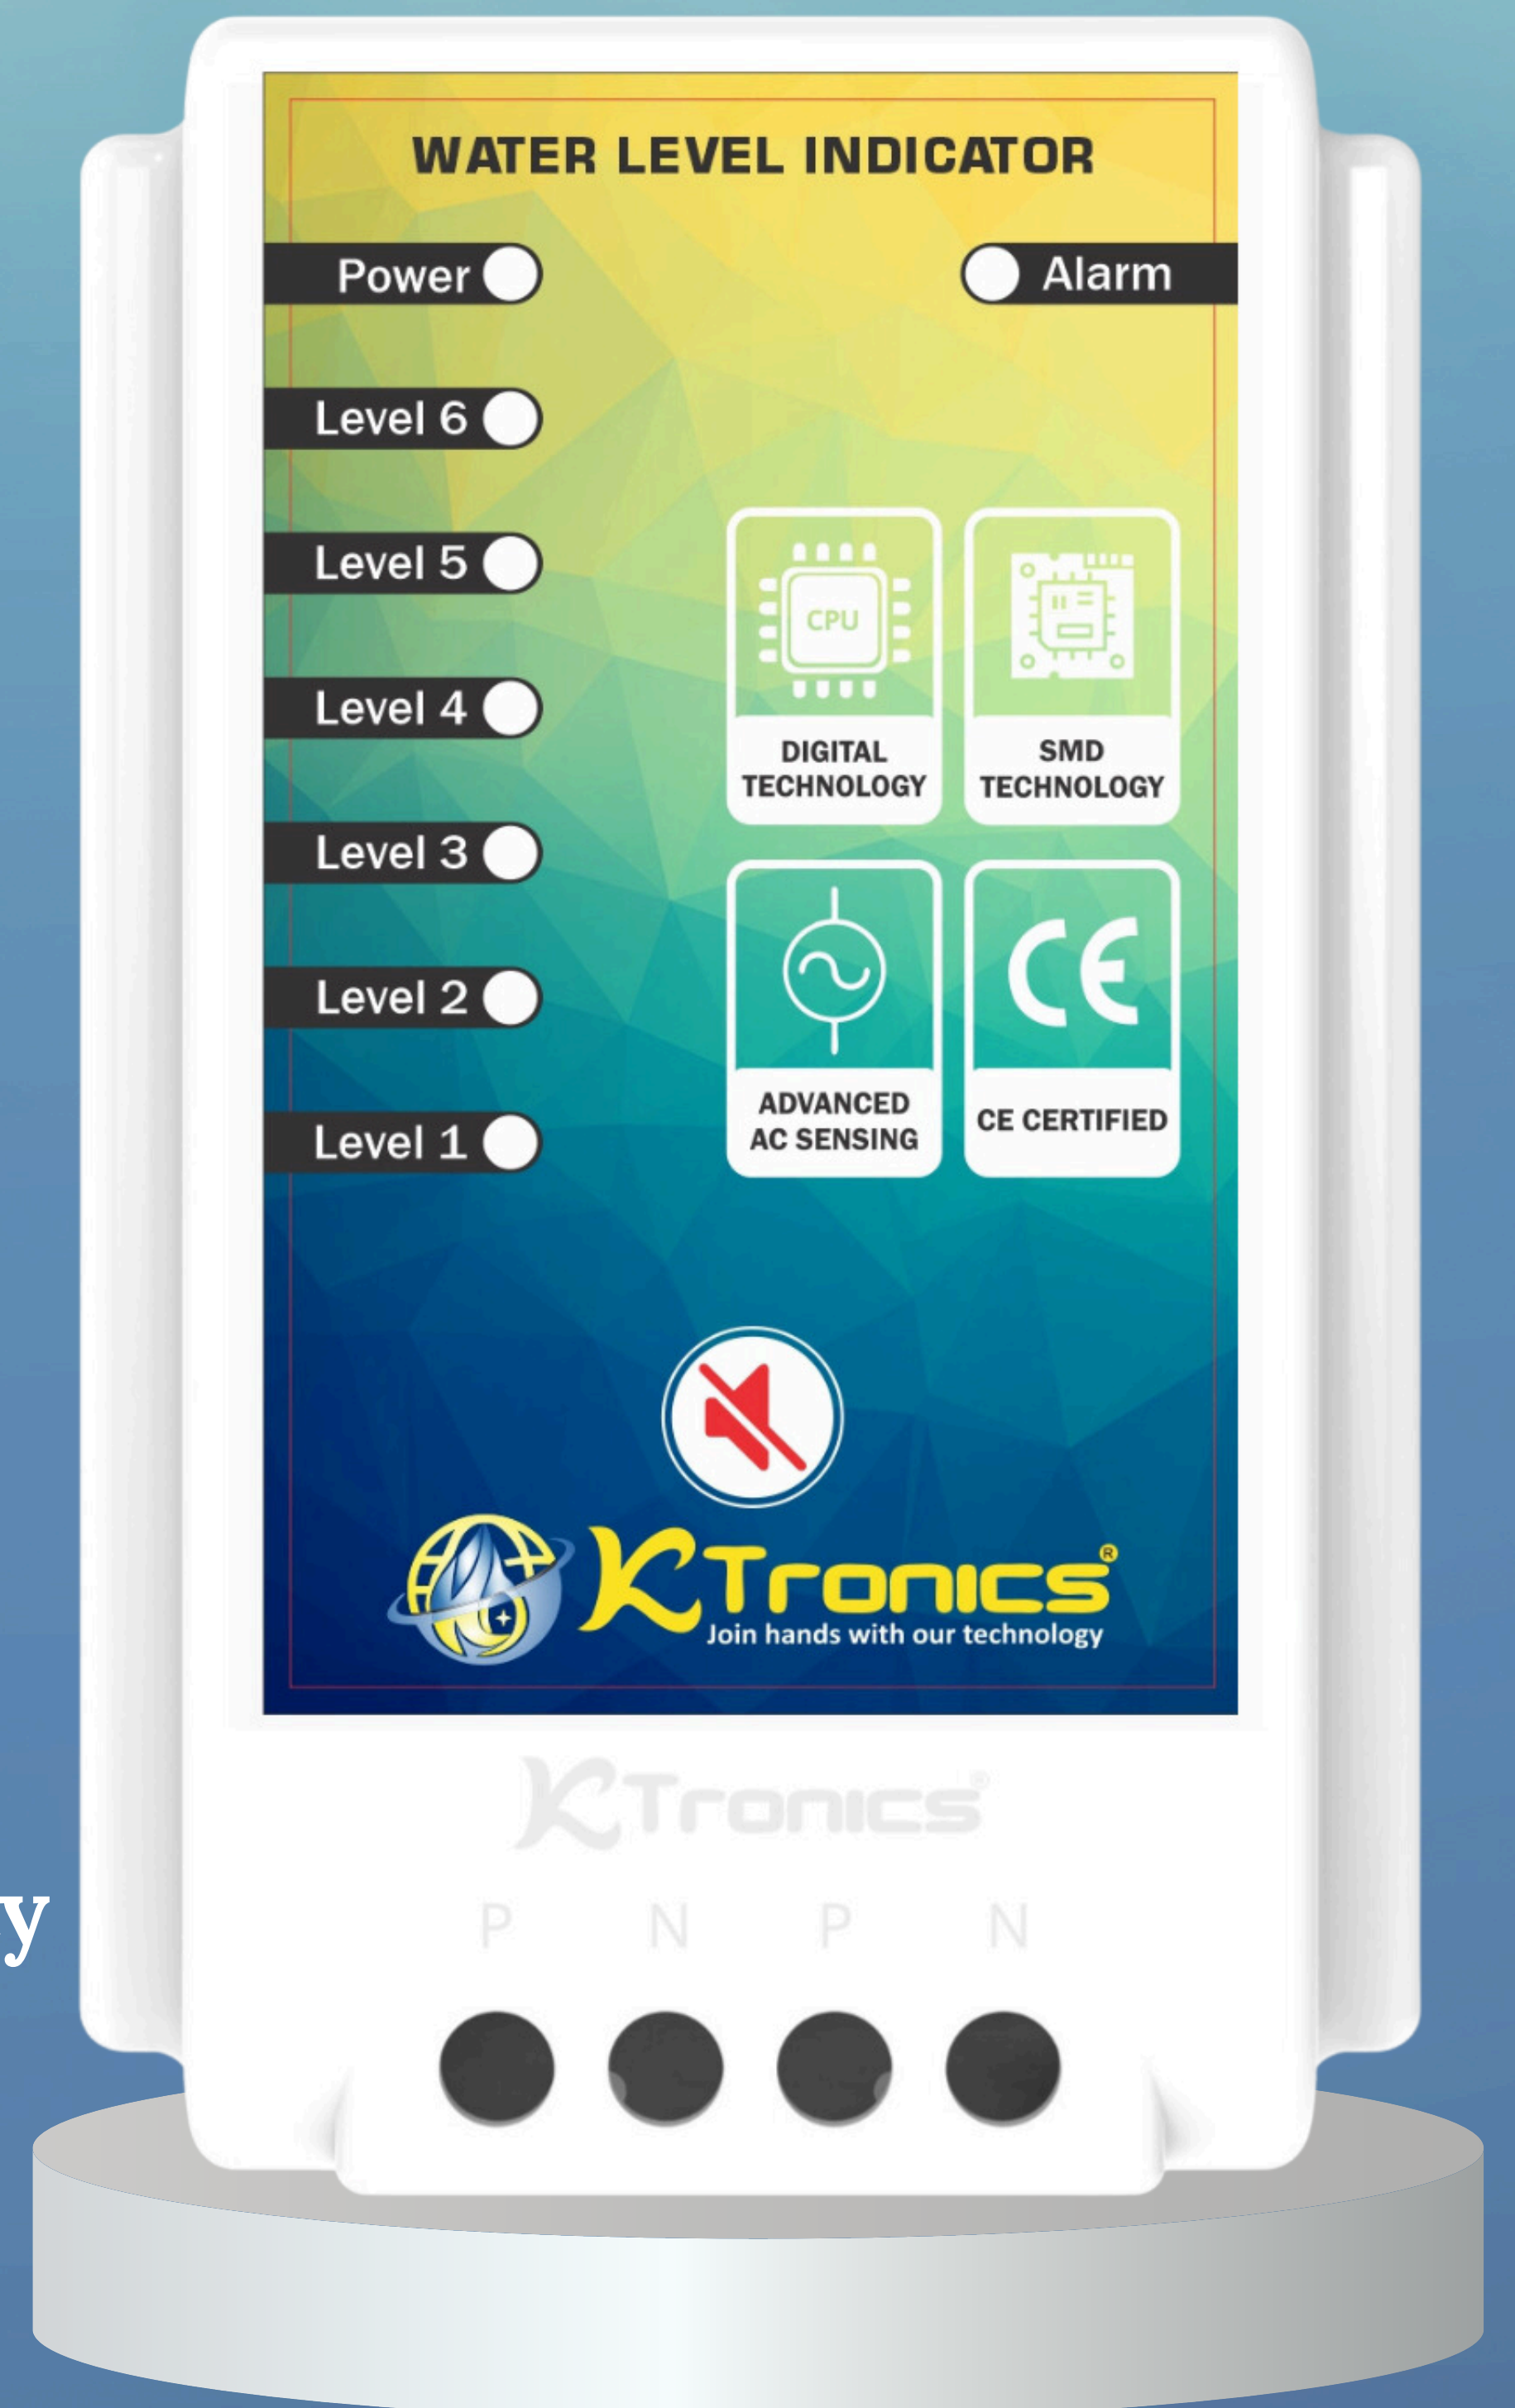 WATER LEVEL INDICATOR
Power
Alarm
Level 6
Level 5
Level 4
Level 3
Level 2
Level 1
CPU
DIGITAL
TECHNOLOGY
SMD
TECHNOLOGY
ADVANCED
AC SENSING
CE
CE CERTIFIED
KTronics®
Join hands with our technology
KTronics®
y
P N P N